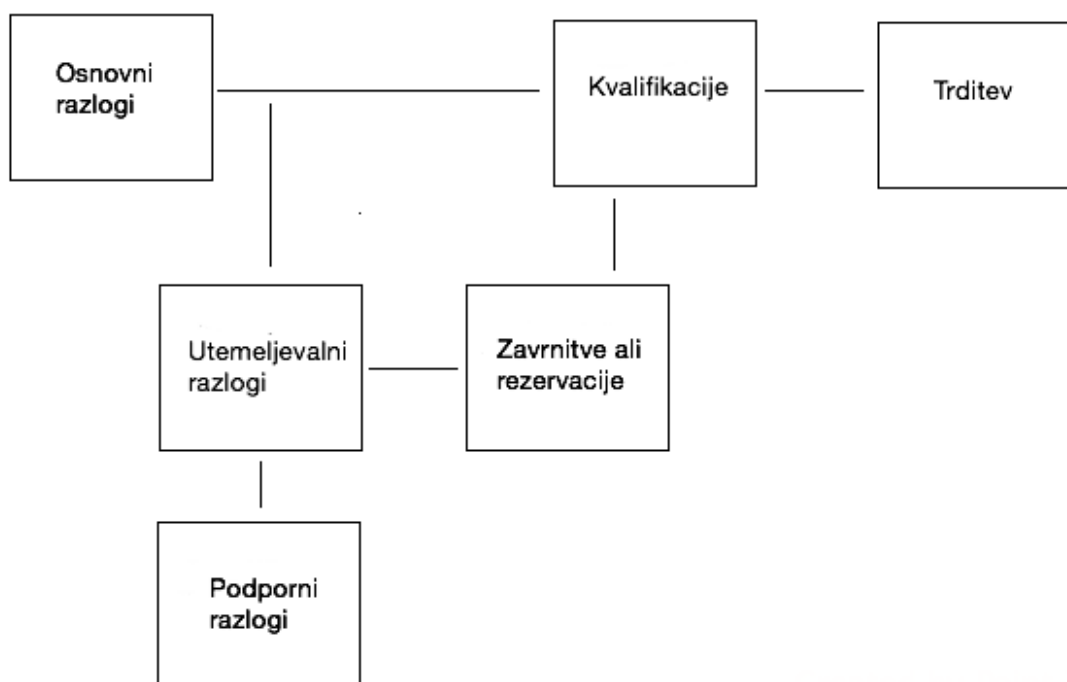 Osnovni
razlogi
Kvalifikacije
Trditev
Utemeljevalni
razlogi
Zavrnitve ali
rezervacije
Podporni
razlogi